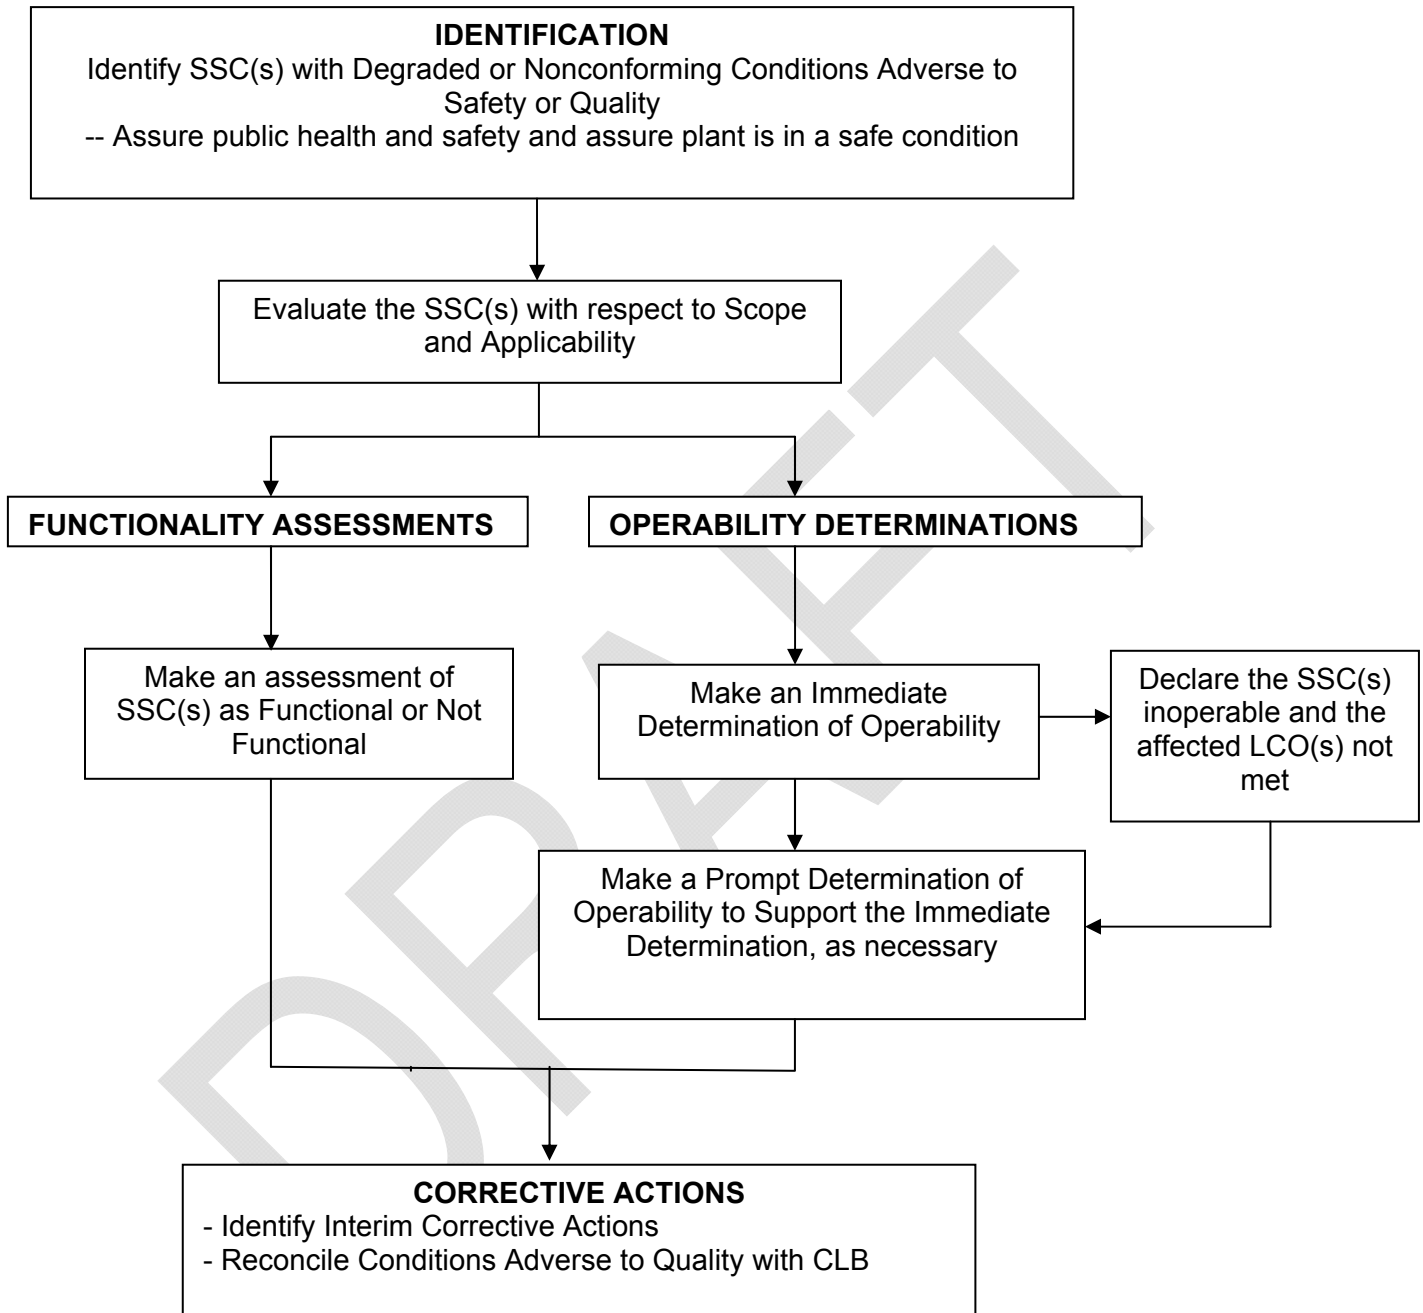 IDENTIFICATION
Identify SSC(s) with Degraded or Nonconforming Conditions Adverse to
Safety or Quality
-- Assure public health and safety and assure plant is in a safe condition
Evaluate the SSC(s) with respect to Scope
and Applicability
FUNCTIONALITY ASSESSMENTS
OPERABILITY DETERMINATIONS
Make an assessment of
SSC(s) as Functional or Not
Functional
Make an Immediate
Determination of Operability
Declare the SSC(s)
inoperable and the
affected LCO(s) not
met
Make a Prompt Determination of
Operability to Support the Immediate
Determination, as necessary
CORRECTIVE ACTIONS
- Identify Interim Corrective Actions
- Reconcile Conditions Adverse to Quality with CLB
DRAFT